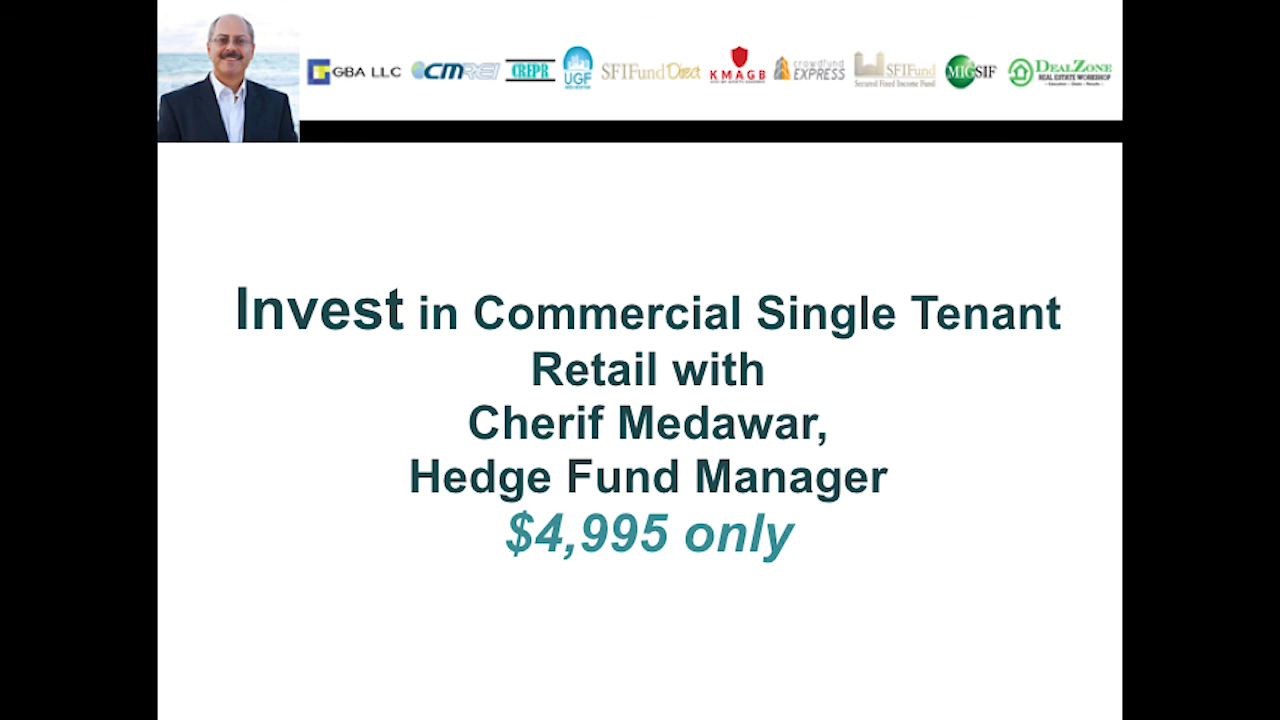 GBA LLC CMREI CREPR UGF SFIFund Direct KMAGB crowdfund EXPRESS SFIFund Secured Fixed Income Fund MIGSIF DEALZONE REAL ESTATE WORKSHOP
Invest in Commercial Single Tenant
Retail with
Cherif Medawar,
Hedge Fund Manager
$4,995 only